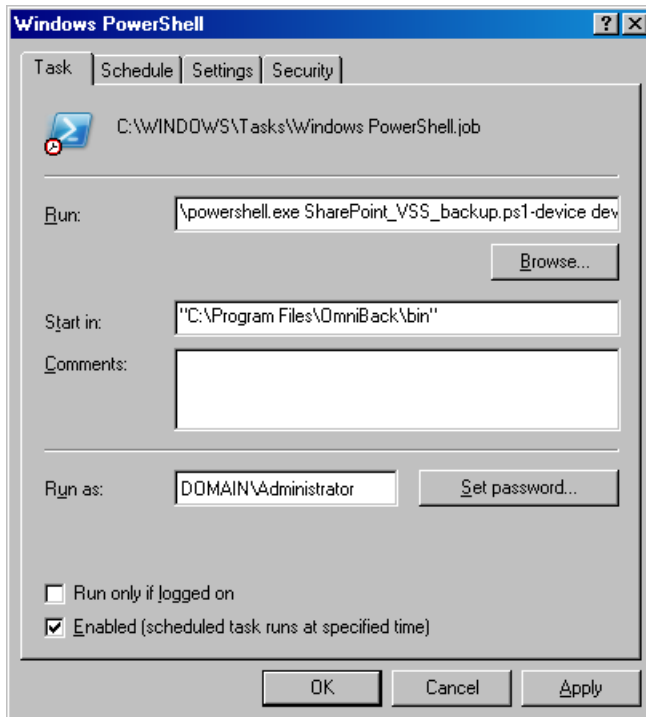 Windows PowerShell
Task Schedule Settings Security
C:\WINDOWS\Tasks\Windows PowerShell.job
Run: \powershell.exe SharePoint_VSS_backup.ps1-device dev
Browse...
Start in: "C:\Program Files\OmniBack\bin"
Comments:
Run as: DOMAIN\Administrator Set password...
Run only if logged on
Enabled (scheduled task runs at specified time)
OK Cancel Apply